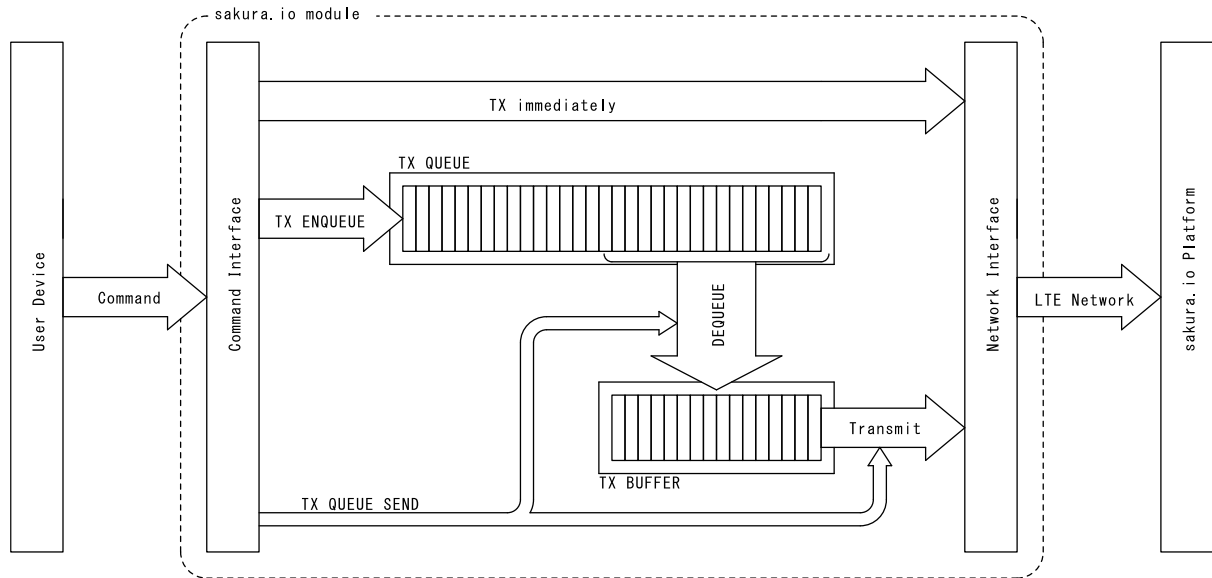 sakura.io module
User Device
Command
Command Interface
TX immediately
TX QUEUE
TX ENQUEUE
DEQUEUE
TX BUFFER
Transmit
TX QUEUE SEND
Network Interface
LTE Network
sakura.io Platform